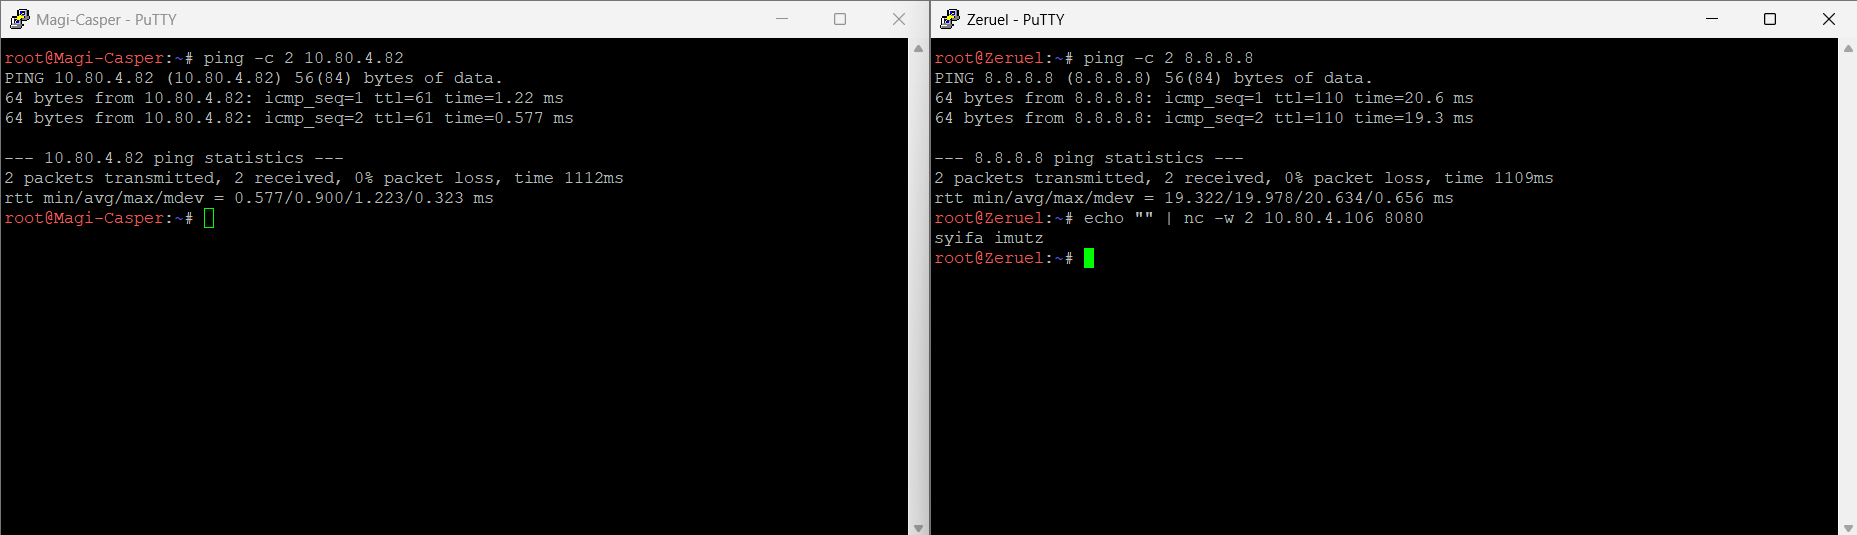 Magi-Casper - PuTTY
root@Magi-Casper:~# ping -c 2 10.80.4.82
PING 10.80.4.82 (10.80.4.82) 56(84) bytes of data.
64 bytes from 10.80.4.82: icmp_seq=1 ttl=61 time=1.22 ms
64 bytes from 10.80.4.82: icmp_seq=2 ttl=61 time=0.577 ms
--- 10.80.4.82 ping statistics ---
2 packets transmitted, 2 received, 0% packet loss, time 1112ms
rtt min/avg/max/mdev = 0.577/0.900/1.223/0.323 ms
root@Magi-Casper:~#
Zeruel - PuTTY
root@Zeruel:~# ping -c 2 8.8.8.8
PING 8.8.8.8 (8.8.8.8) 56(84) bytes of data.
64 bytes from 8.8.8.8: icmp_seq=1 ttl=110 time=20.6 ms
64 bytes from 8.8.8.8: icmp_seq=2 ttl=110 time=19.3 ms
--- 8.8.8.8 ping statistics ---
2 packets transmitted, 2 received, 0% packet loss, time 1109ms
rtt min/avg/max/mdev = 19.322/19.978/20.634/0.656 ms
root@Zeruel:~# echo "" | nc -w 2 10.80.4.106 8080
syifa imutz
root@Zeruel:~#